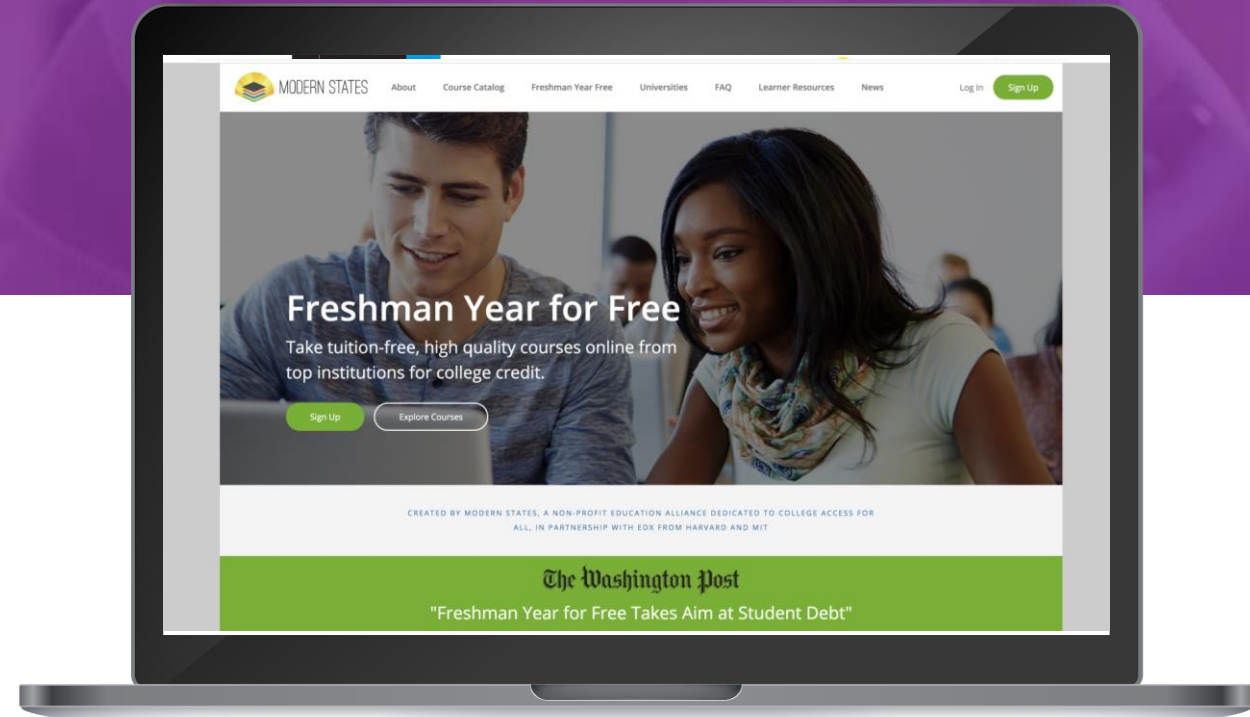 MODERN STATES
About Course Catalog Freshman Year Free Universities FAQ Learner Resources News Log In Sign Up
Freshman Year for Free
Take tuition-free, high quality courses online from
top institutions for college credit.
Sign Up Explore Courses
CREATED BY MODERN STATES, A NON-PROFIT EDUCATION ALLIANCE DEDICATED TO COLLEGE ACCESS FOR
ALL, IN PARTNERSHIP WITH EDX FROM HARVARD AND MIT
The Washington Post
"Freshman Year for Free Takes Aim at Student Debt"